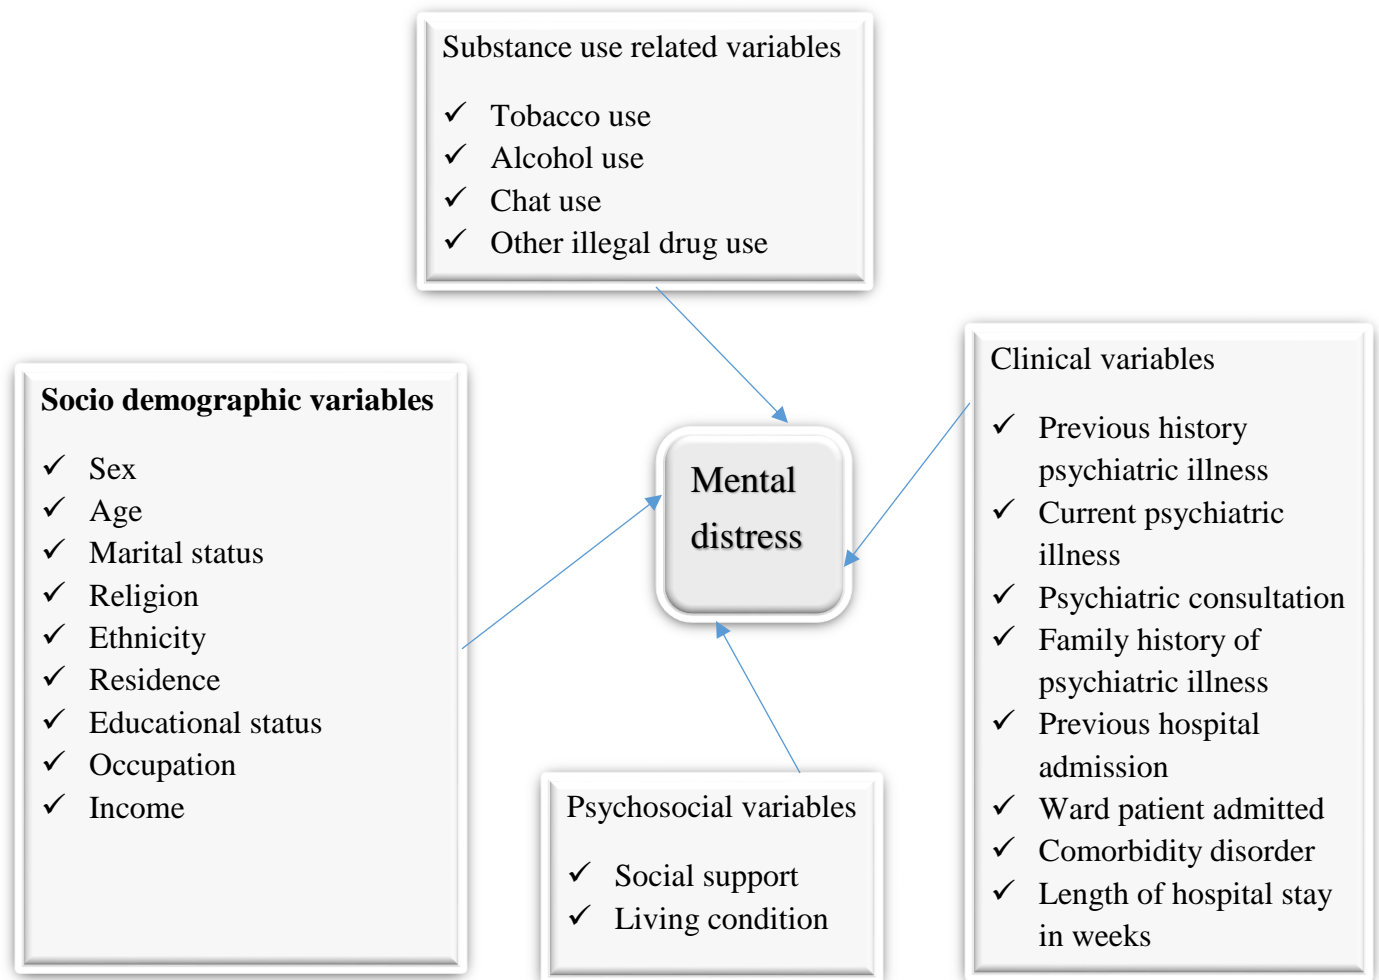 Substance use related variables
✓ Tobacco use
✓ Alcohol use
✓ Chat use
✓ Other illegal drug use
Socio demographic variables
✓ Sex
✓ Age
✓ Marital status
✓ Religion
✓ Ethnicity
✓ Residence
✓ Educational status
✓ Occupation
✓ Income
Mental
distress
Clinical variables
✓ Previous history
psychiatric illness
✓ Current psychiatric
illness
✓ Psychiatric consultation
✓ Family history of
psychiatric illness
✓ Previous hospital
admission
✓ Ward patient admitted
✓ Comorbidity disorder
✓ Length of hospital stay
in weeks
Psychosocial variables
✓ Social support
✓ Living condition